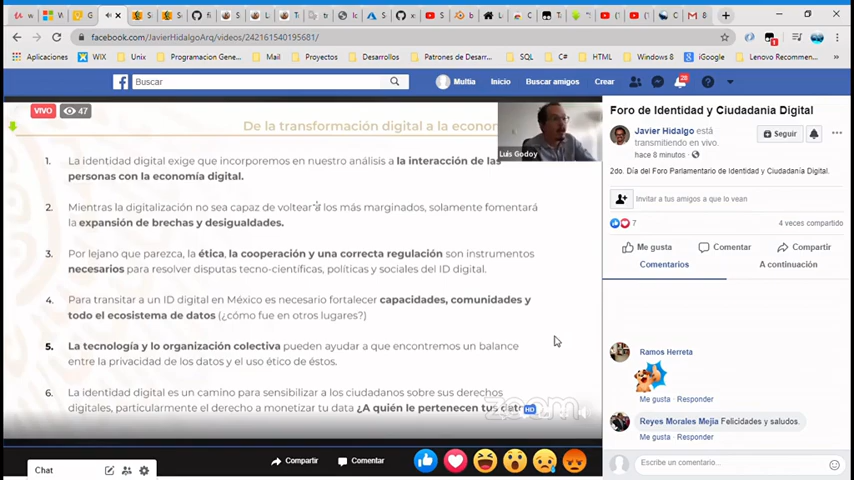 facebook.com/JavierHidalgoArq/videos/242161540195681/
Aplicaciones WIX Unix Programacion Gene... Mail Proyectos Desarrollos Patrones de Desarr... SQL C# HTML Windows 8 iGoogle Lenovo Recommen...
Buscar
Multia Inicio Buscar amigos Crear 28
VIVO 47
De la transformación digital a la econo
Luis Godoy
1. La identidad digital exige que incorporemos en nuestro análisis a la interacción de las
personas con la economía digital.
2. Mientras la digitalización no sea capaz de voltear a los más marginados, solamente fomentará
la expansión de brechas y desigualdades.
3. Por lejano que parezca, la ética, la cooperación y una correcta regulación son instrumentos
necesarios para resolver disputas tecno-científicas, políticas y sociales del ID digital.
4. Para transitar a un ID digital en México es necesario fortalecer capacidades, comunidades y
todo el ecosistema de datos (¿cómo fue en otros lugares?)
5. La tecnología y lo organización colectiva pueden ayudar a que encontremos un balance
entre la privacidad de los datos y el uso ético de éstos.
6. La identidad digital es un camino para sensibilizar a los ciudadanos sobre sus derechos
digitales, particularmente el derecho a monetizar tu data ¿A quién le pertenecen tus dat
zoom
HD
Chat
Compartir Comentar
Foro de Identidad y Ciudadania Digital
Javier Hidalgo está
transmitiendo en vivo.
hace 8 minutos
Seguir
2do. Día del Foro Parlamentario de Identidad y Ciudadanía Digital.
Invitar a tus amigos a que lo vean
7
4 veces compartido
Me gusta Comentar Compartir
Comentarios A continuación
Ramos Herreta
Me gusta · Responder
Reyes Morales Mejia Felicidades y saludos.
Me gusta · Responder
Escribe un comentario...